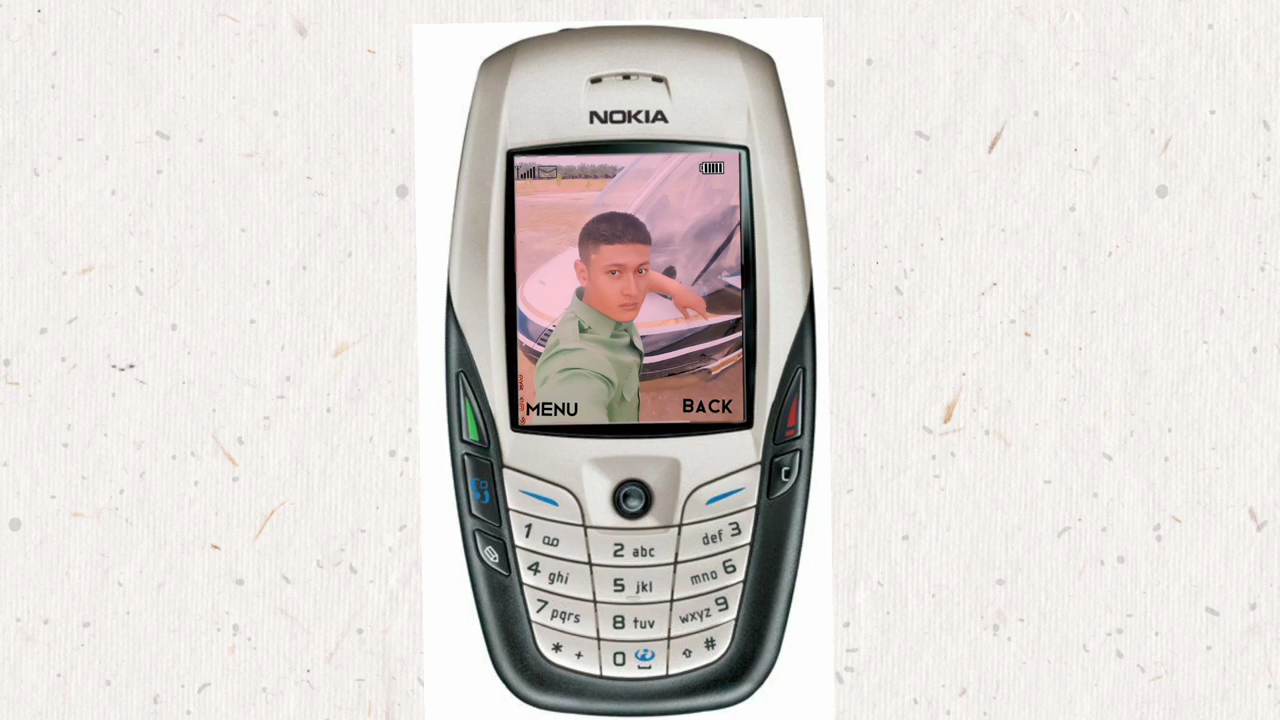 NOKIA
MENU BACK
1
2 abc
def 3
4 ghi
5 jkl
mno 6
7 pqrs
8 tuv
wxyz 9
* +
0
#